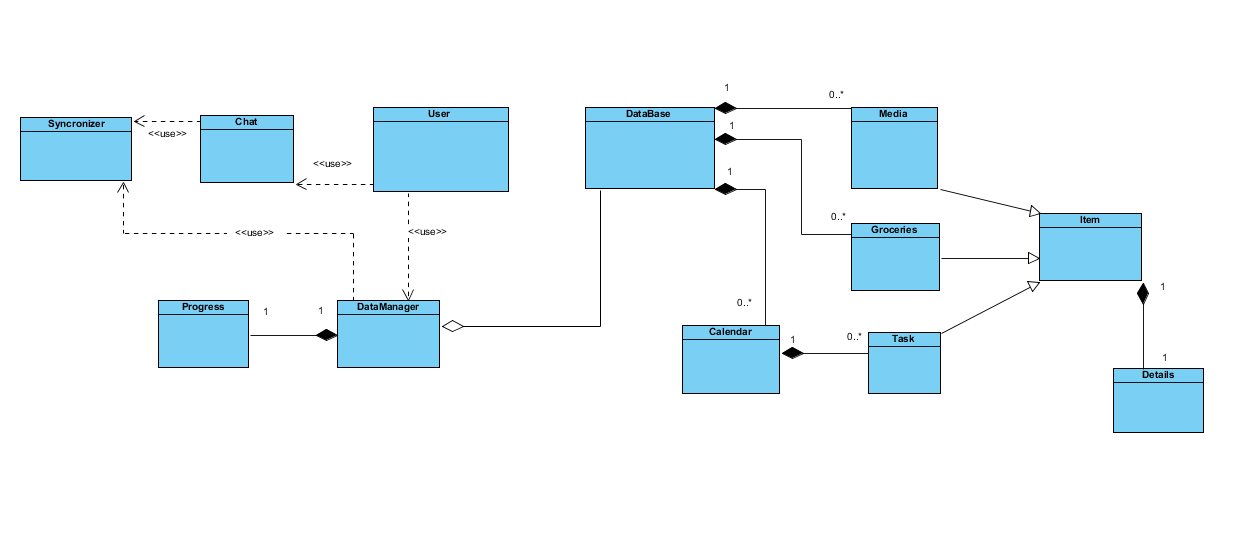 1
0..*
Syncronizer
Chat
User
DataBase
Media
<<use>>
1
<<use>>
1
0..*
Item
<<use>>
<<use>>
Groceries
0..*
1
Progress
1
1
DataManager
Calendar
1
0..*
Task
1
Details